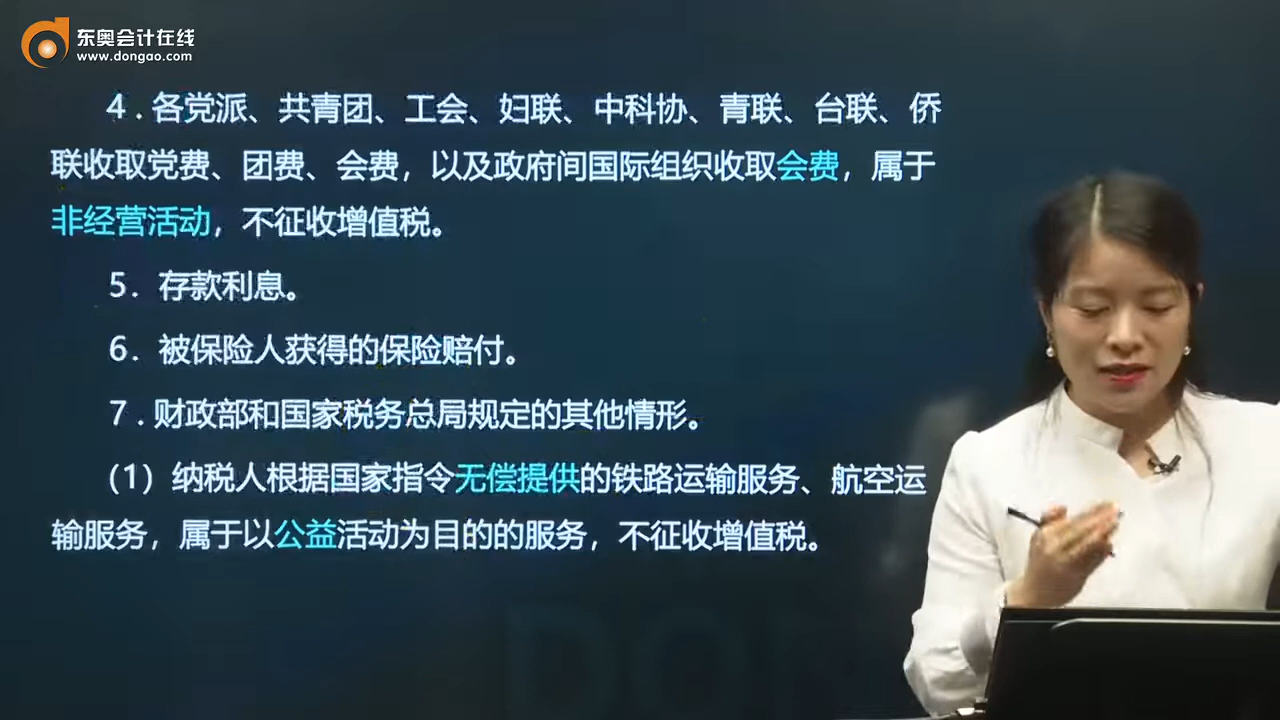 东奥会计在线
www.dongao.com
4．各党派、共青团、工会、妇联、中科协、青联、台联、侨
联收取党费、团费、会费，以及政府间国际组织收取会费，属于
非经营活动，不征收增值税。
5．存款利息。
6．被保险人获得的保险赔付。
7．财政部和国家税务总局规定的其他情形。
（1）纳税人根据国家指令无偿提供的铁路运输服务、航空运
输服务，属于以公益活动为目的的服务，不征收增值税。